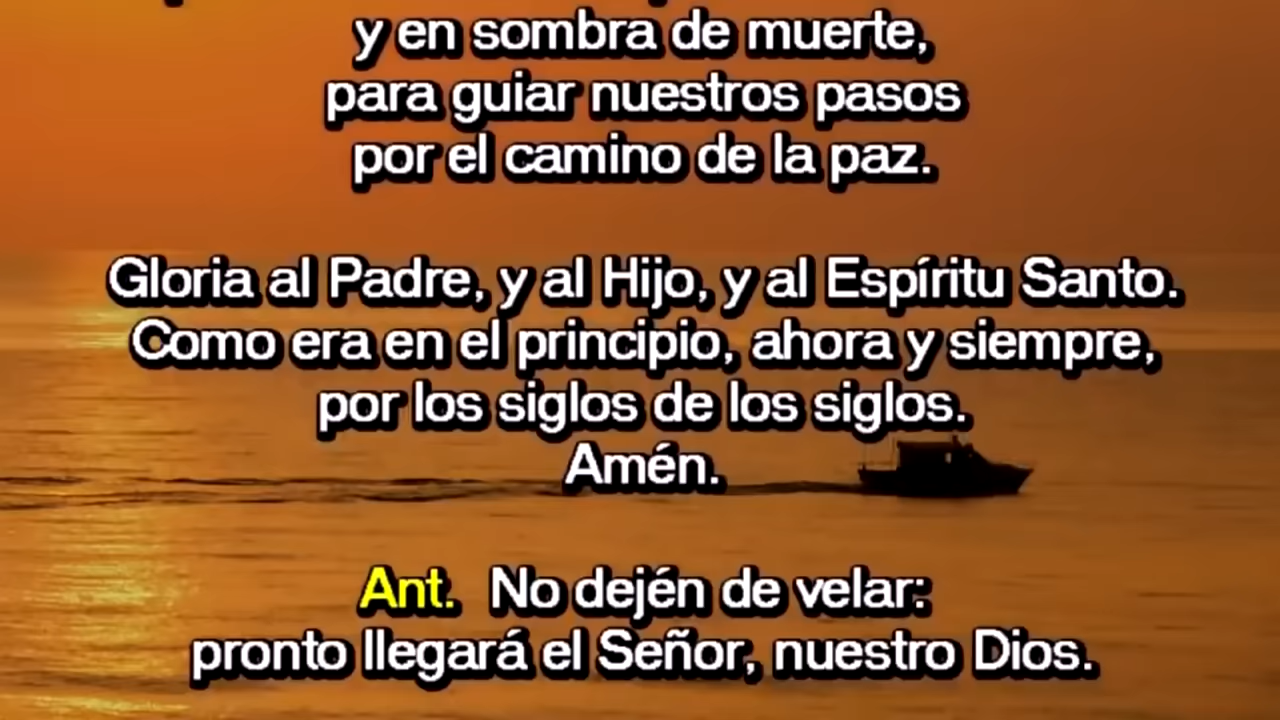 y en sombra de muerte,
para guiar nuestros pasos
por el camino de la paz.
Gloria al Padre, y al Hijo, y al Espíritu Santo.
Como era en el principio, ahora y siempre,
por los siglos de los siglos.
Amén.
Ant. No dején de velar:
pronto llegará el Señor, nuestro Dios.